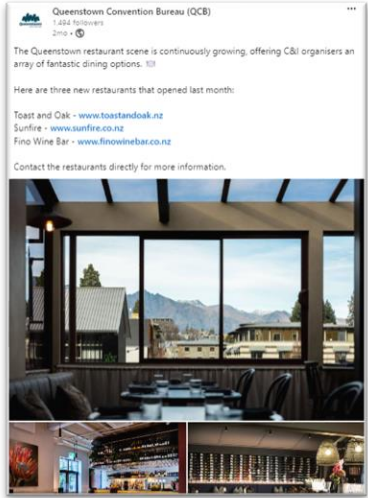 Queenstown Convention Bureau (QCB)
1,494 followers
2mo •
The Queenstown restaurant scene is continuously growing, offering C&I organisers an
array of fantastic dining options. 🍽
Here are three new restaurants that opened last month:
Toast and Oak - www.toastandoak.nz
Sunfire - www.sunfire.co.nz
Fino Wine Bar - www.finowinebar.co.nz
Contact the restaurants directly for more information.